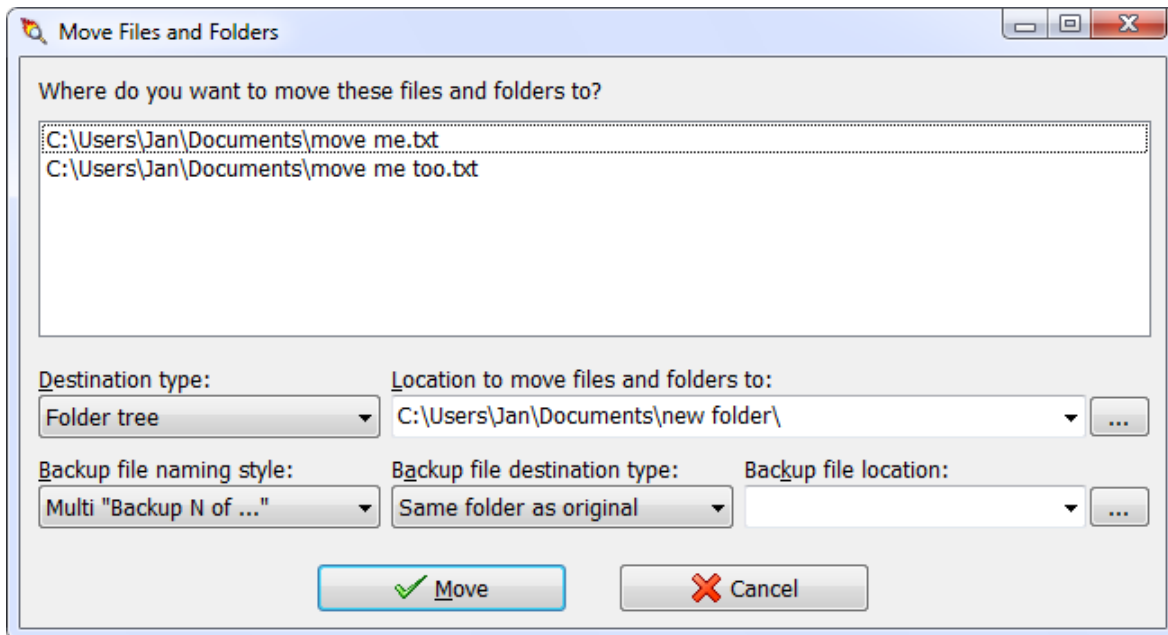 Move Files and Folders
Where do you want to move these files and folders to?
C:\Users\Jan\Documents\move me.txt
C:\Users\Jan\Documents\move me too.txt
Destination type: Location to move files and folders to:
Folder tree C:\Users\Jan\Documents\new folder\ ...
Backup file naming style: Backup file destination type: Backup file location:
Multi "Backup N of ..." Same folder as original ...
Move Cancel